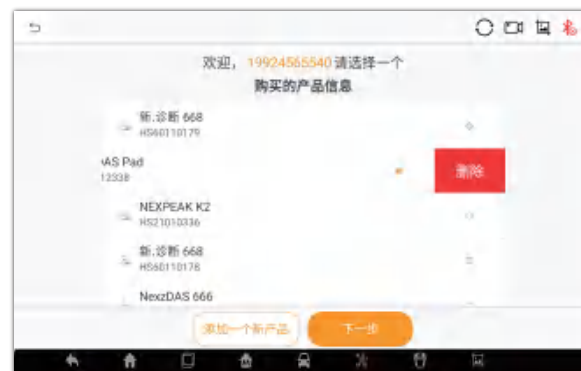 欢迎， 19924565540 请选择一个
购买的产品信息
新.诊断 668
HS60110179
AS Pad
12338
删除
NEXPEAK K2
HS21010336
新.诊断 668
HS60110178
NexzDAS 666
添加一个新产品
下一步